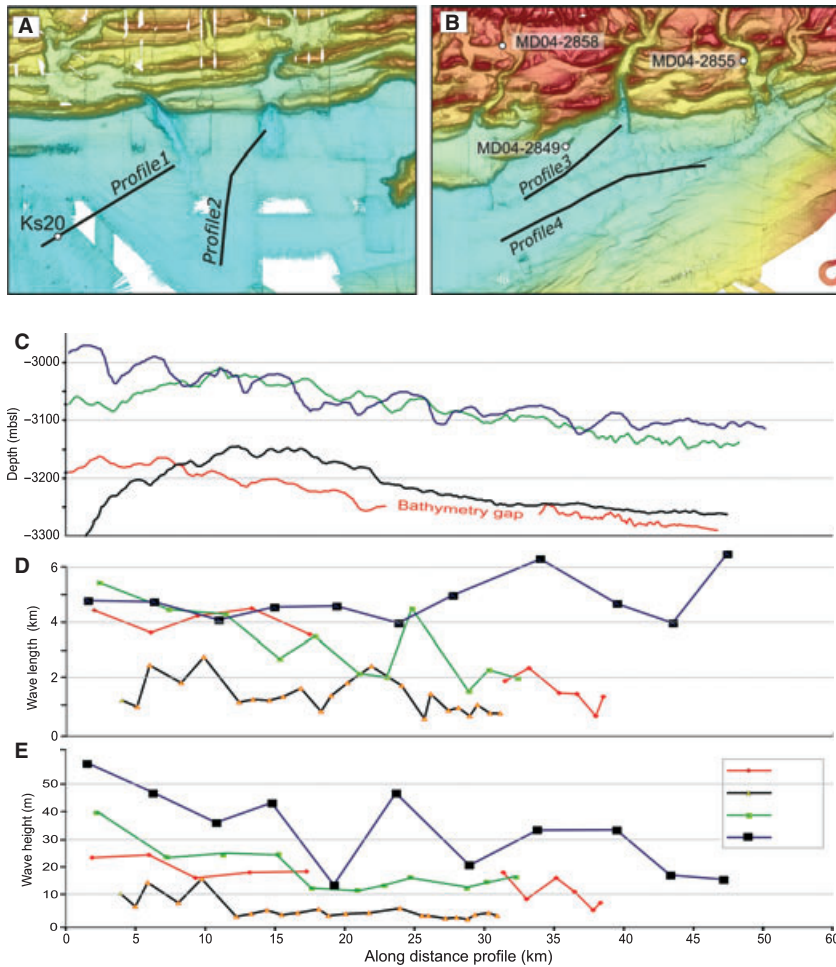 A
B
MD04-2858
MD04-2855
MD04-2849
Profile1
Profile2
Profile3
Profile4
Ks20
C
–3000
–3100
–3200
–3300
Depth (mbsl)
Bathymetry gap
D
6
4
2
0
Wave length (km)
E
50
40
30
20
10
0
Wave height (m)
0 5 10 15 20 25 30 35 40 45 50 55 60
Along distance profile (km)